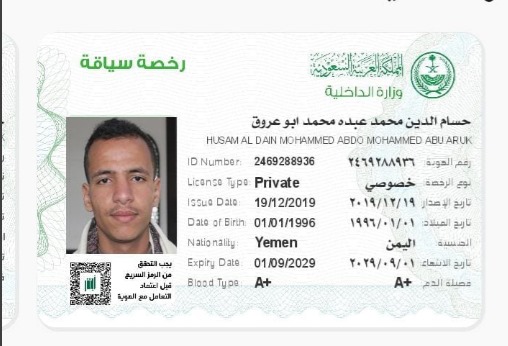 رخصة سياقة
المملكة العربية السعودية
وزارة الداخلية
حسام الدين محمد عبده محمد ابو عروق
HUSAM AL DAIN MOHAMMED ABDO MOHAMMED ABU ARUK
ID Number: 2469288936 ٢٤٦٩٢٨٨٩٣٦ رقم الهوية:
License Type: Private خصوصي نوع الرخصة:
Issue Date: 19/12/2019 ٢٠١٩/١٢/١٩ تاريخ الإصدار:
Date of Birth: 01/01/1996 ١٩٩٦/٠١/٠١ تاريخ الميلاد:
Nationality: Yemen اليمن الجنسية:
Expiry Date: 01/09/2029 ٢٠٢٩/٠٩/٠١ تاريخ الانتهاء:
Blood Type: A+ A+ فصيلة الدم:
يجب التحقق
من الرمز السريع
قبل اعتماد
التعامل مع الهوية